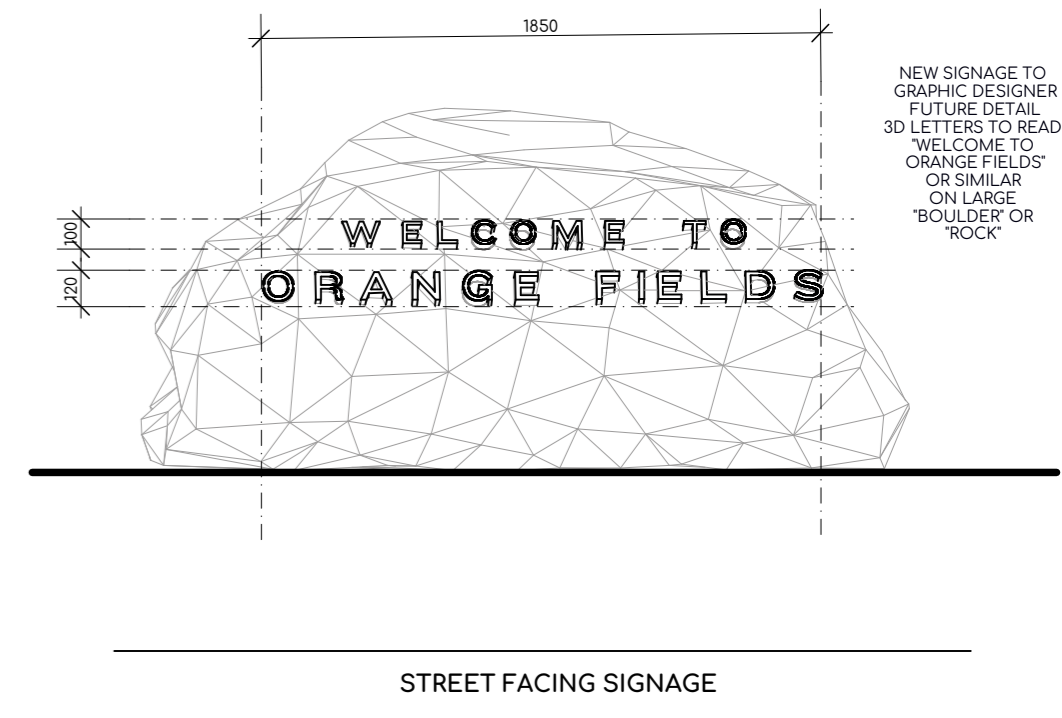 1850
NEW SIGNAGE TO
GRAPHIC DESIGNER
FUTURE DETAIL
3D LETTERS TO READ
"WELCOME TO
ORANGE FIELDS"
OR SIMILAR
ON LARGE
"BOULDER" OR
"ROCK"
100
WELCOME TO
120
ORANGE FIELDS
STREET FACING SIGNAGE